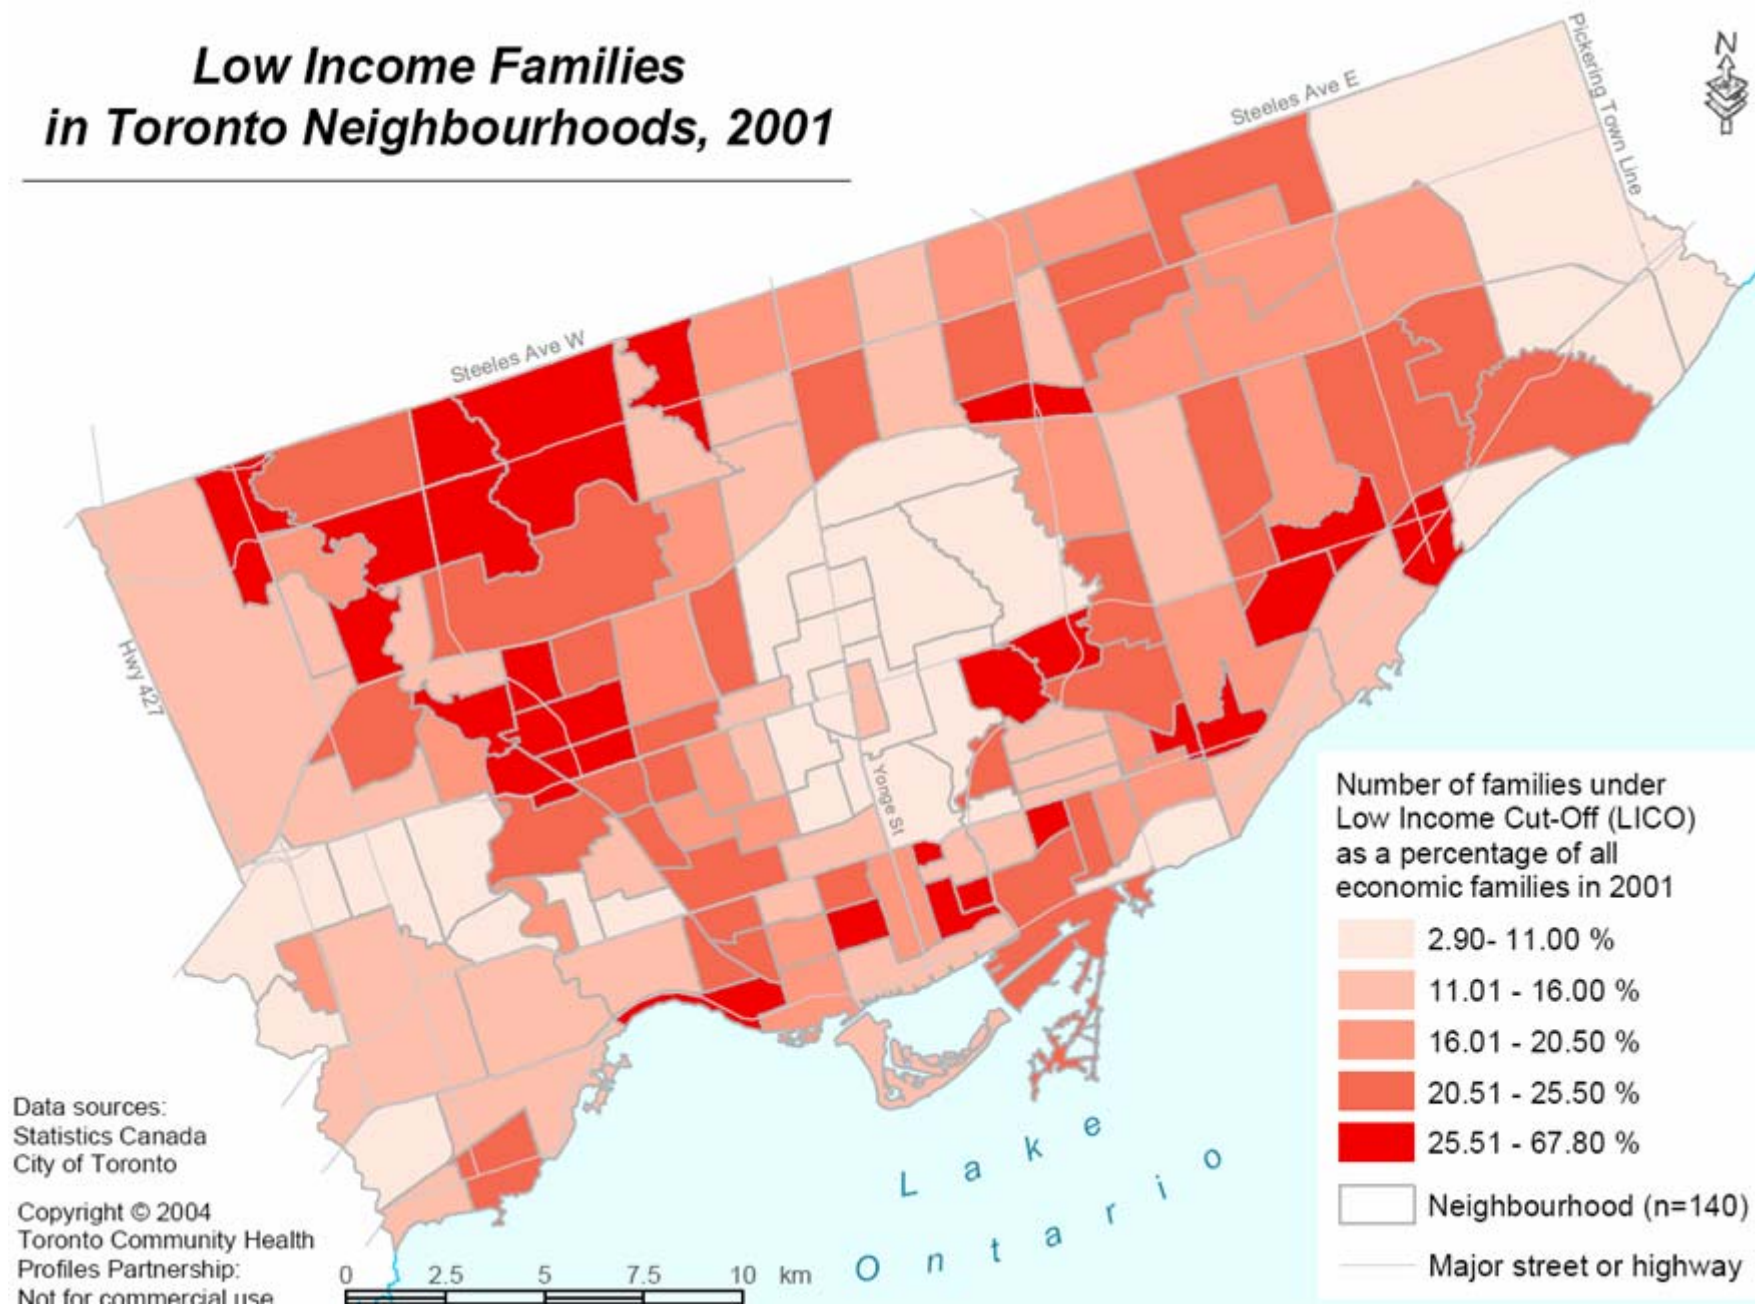 Low Income Families
in Toronto Neighbourhoods, 2001
N
Pickering Town Line
Steeles Ave E
Steeles Ave W
Hwy 427
Yonge St
Number of families under
Low Income Cut-Off (LICO)
as a percentage of all
economic families in 2001
2.90- 11.00 %
11.01 - 16.00 %
16.01 - 20.50 %
20.51 - 25.50 %
25.51 - 67.80 %
Neighbourhood (n=140)
Major street or highway
Lake
Ontario
Data sources:
Statistics Canada
City of Toronto
Copyright © 2004
Toronto Community Health
Profiles Partnership:
Not for commercial use
0 2.5 5 7.5 10 km